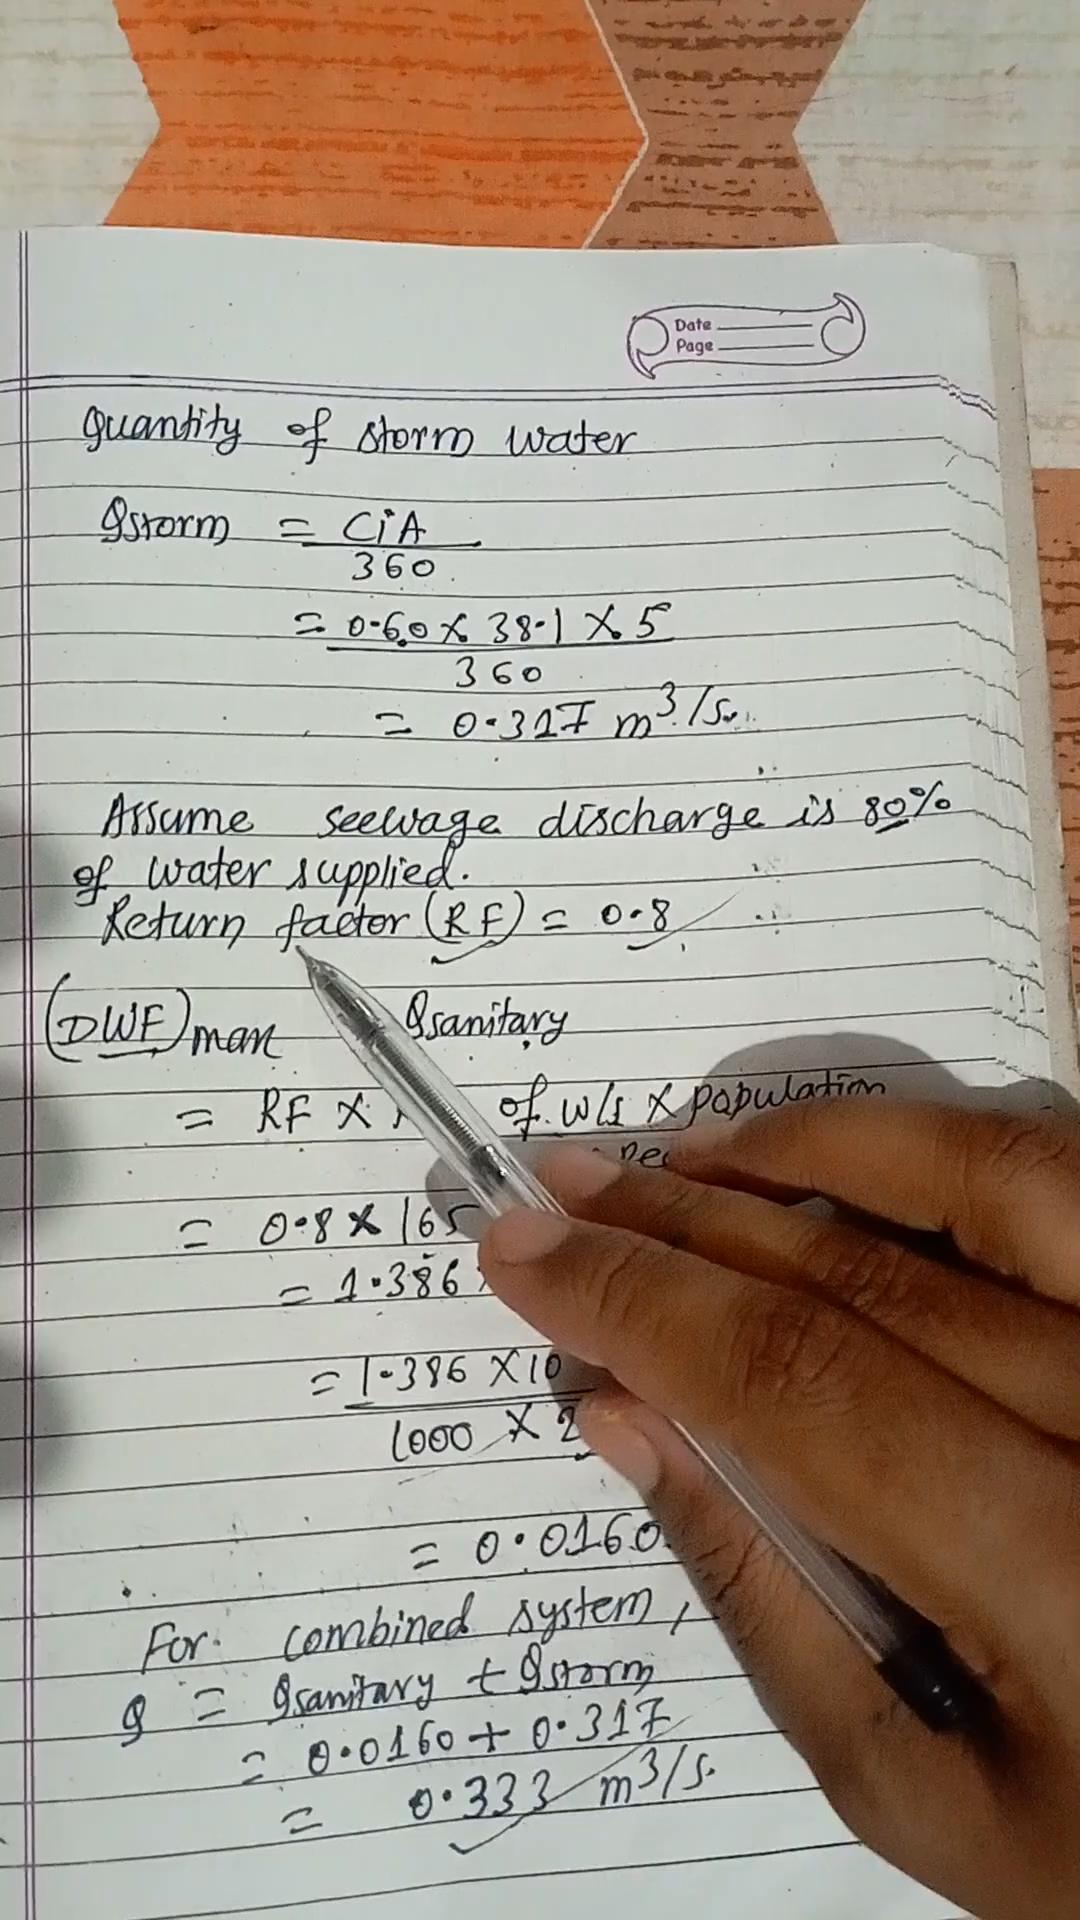 Date
Page
Quantity of storm water
Qstorm = CiA
360
= 0.60 X 38.1 X 5
360
= 0.317 m³/s.
Assume seewage discharge is 80%
of water supplied.
Return factor (RF) = 0.8
(DWF)max Qsanitary
= RF X of w/s X population
= 0.8 X 165
= 1.386
= 1.386 X 10
1000 X 2
= 0.0160
For combined system,
Q = Qsanitary + Qstorm
= 0.0160 + 0.317
= 0.333 m³/s.